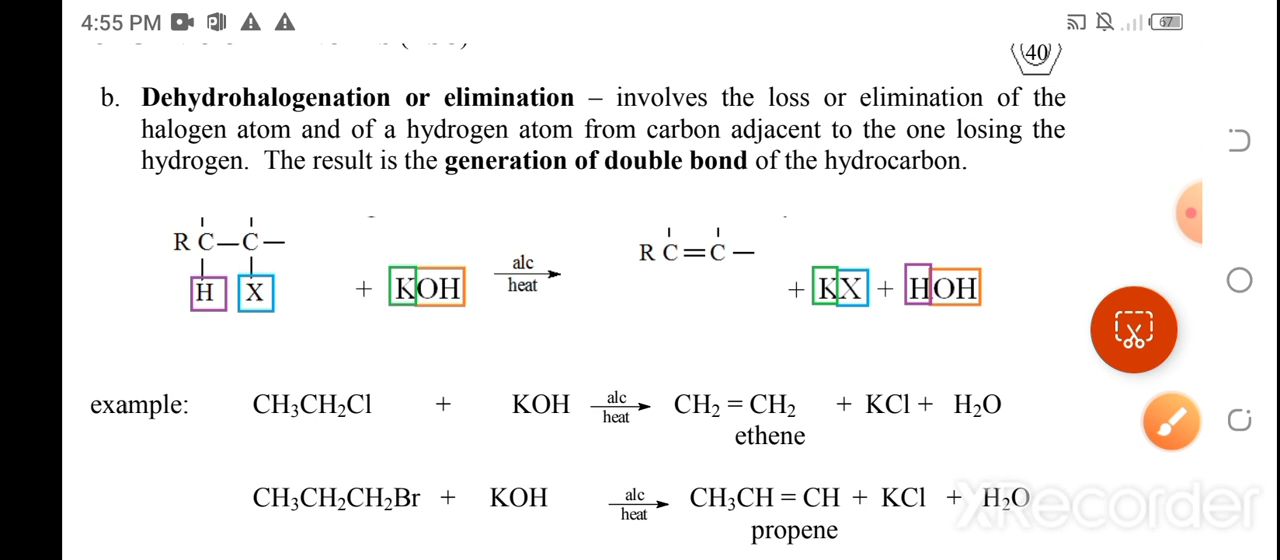 4:55 PM 67
40
b. Dehydrohalogenation or elimination – involves the loss or elimination of the
halogen atom and of a hydrogen atom from carbon adjacent to the one losing the
hydrogen. The result is the generation of double bond of the hydrocarbon.
R C – C – R C = C –
H X + KOH alc heat + KX + HOH
example: CH₃CH₂Cl + KOH alc heat CH₂ = CH₂ + KCl + H₂O
ethene
CH₃CH₂CH₂Br + KOH alc heat CH₃CH = CH + KCl + H₂O
propene
XRecorder